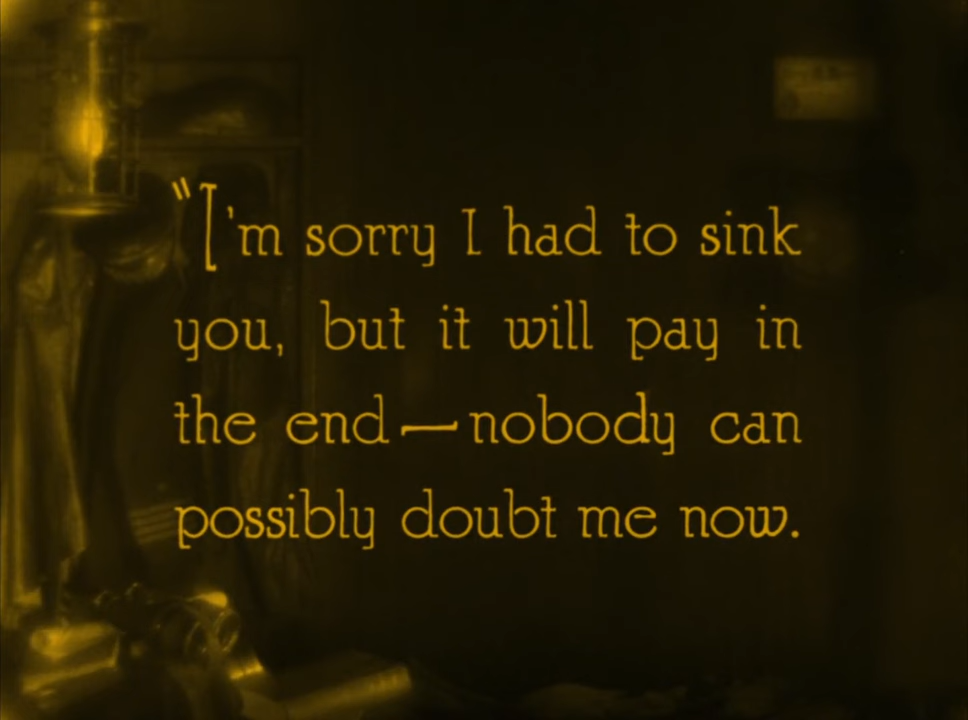 "I'm sorry I had to sink
you, but it will pay in
the end—nobody can
possibly doubt me now.